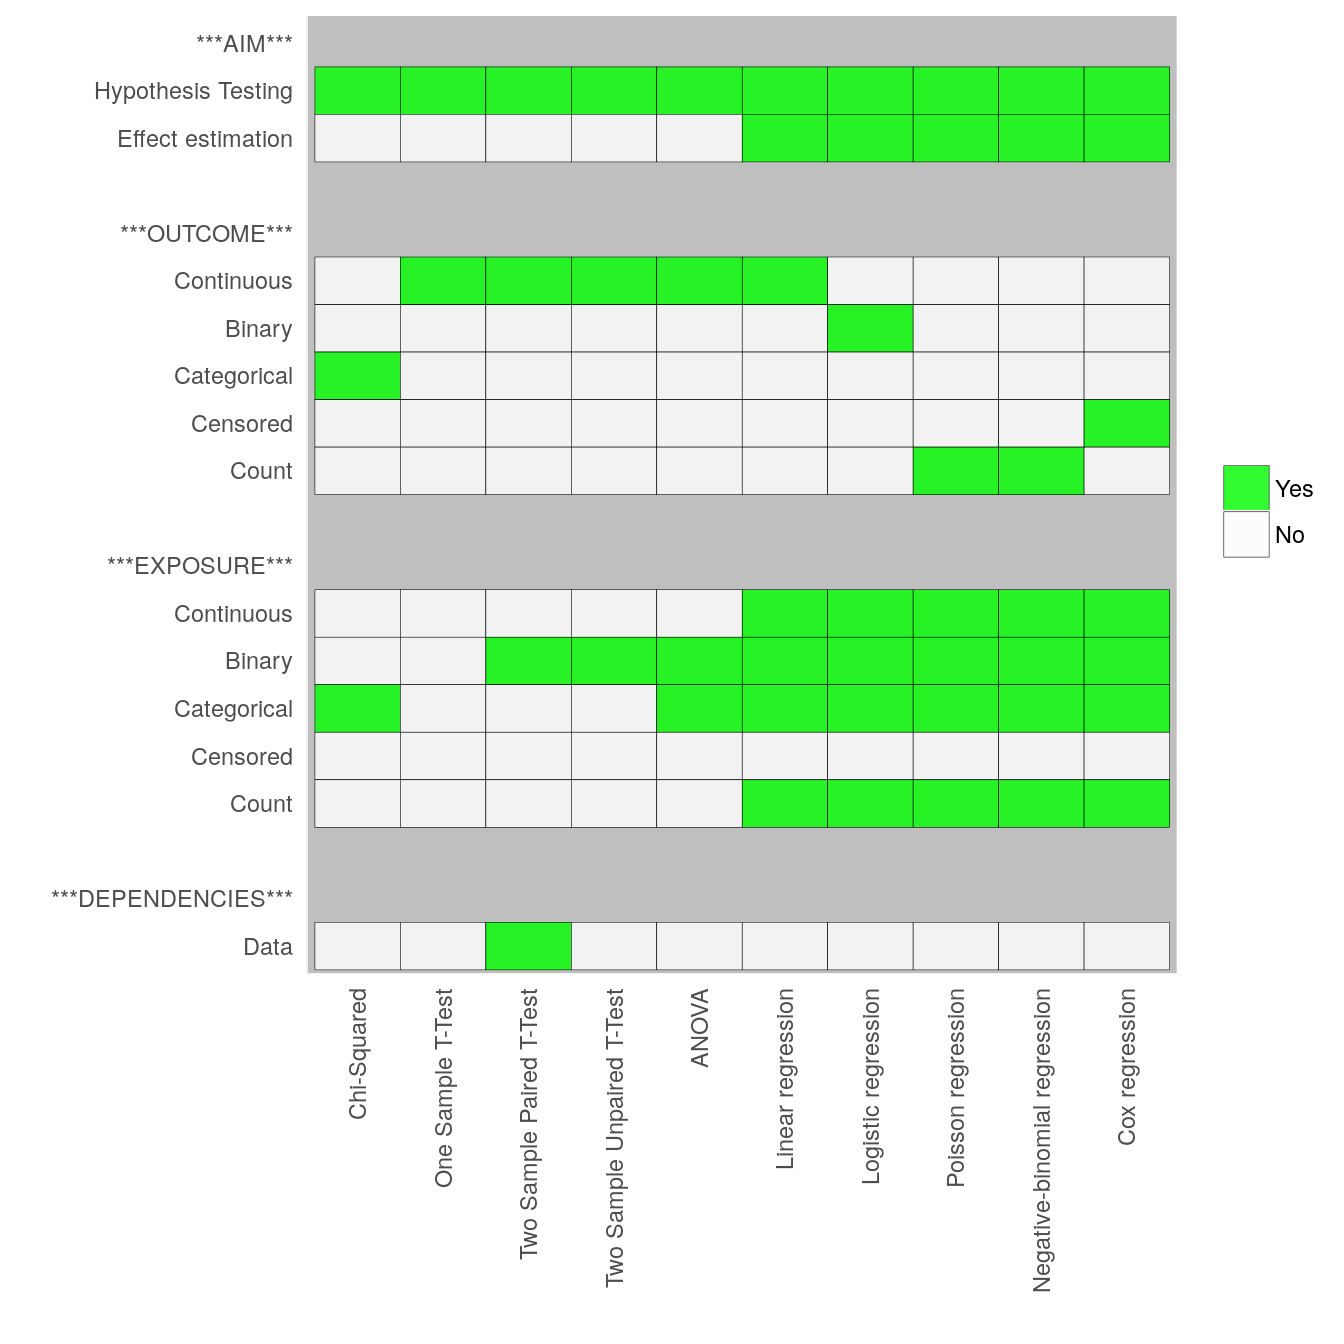 ***AIM***
Hypothesis Testing
Effect estimation
***OUTCOME***
Continuous
Binary
Categorical
Censored
Count
***EXPOSURE***
Continuous
Binary
Categorical
Censored
Count
***DEPENDENCIES***
Data
Yes
No
Chi-Squared
One Sample T-Test
Two Sample Paired T-Test
Two Sample Unpaired T-Test
ANOVA
Linear regression
Logistic regression
Poisson regression
Negative-binomial regression
Cox regression